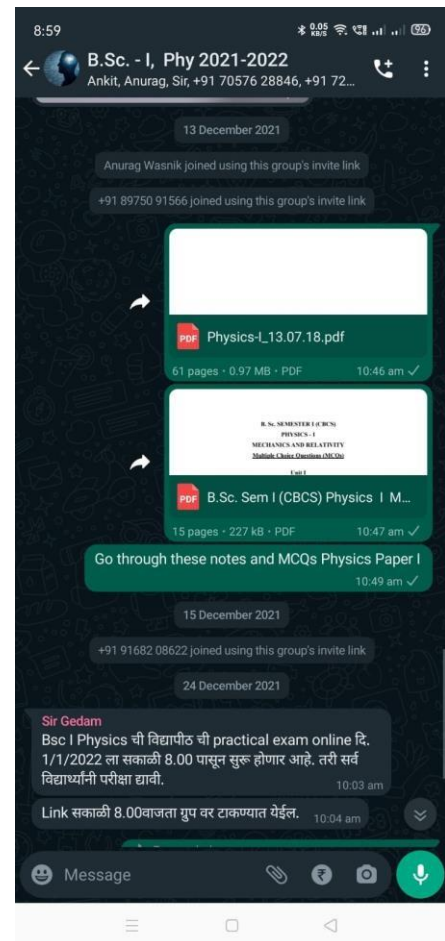 8:59
0.05 KB/S
96
B.Sc. - I, Phy 2021-2022
Ankit, Anurag, Sir, +91 70576 28846, +91 72...
13 December 2021
Anurag Wasnik joined using this group's invite link
+91 89750 91566 joined using this group's invite link
PDF Physics-I_13.07.18.pdf
61 pages • 0.97 MB • PDF 10:46 am
B. Sc. SEMESTER I (CBCS)
PHYSICS - I
MECHANICS AND RELATIVITY
Multiple Choice Questions (MCQs)
Unit I
PDF B.Sc. Sem I (CBCS) Physics I M...
15 pages • 227 kB • PDF 10:47 am
Go through these notes and MCQs Physics Paper I
10:49 am
15 December 2021
+91 91682 08622 joined using this group's invite link
24 December 2021
Sir Gedam
Bsc I Physics ची विद्यापीठ ची practical exam online दि.
1/1/2022 ला सकाळी 8.00 पासून सुरू होणार आहे. तरी सर्व
विद्यार्थ्यांनी परीक्षा द्यावी.
10:03 am
Link सकाळी 8.00वाजता ग्रुप वर टाकण्यात येईल. 10:04 am
Message